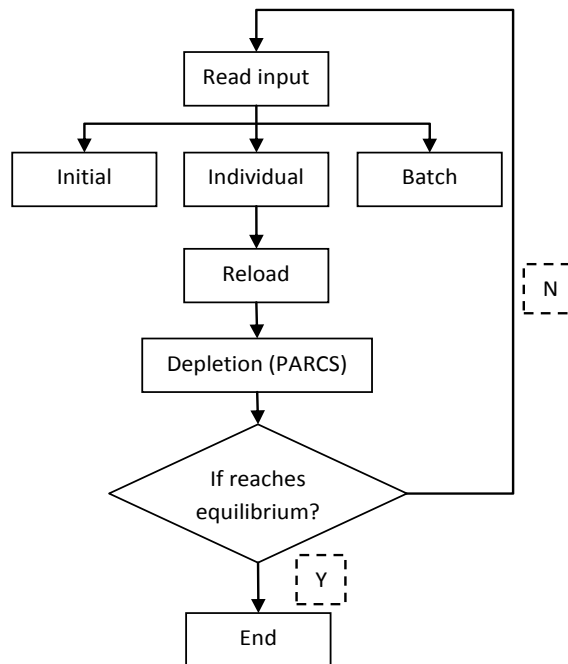 Read input
Initial
Individual
Batch
Reload
N
Depletion (PARCS)
If reaches
equilibrium?
Y
End